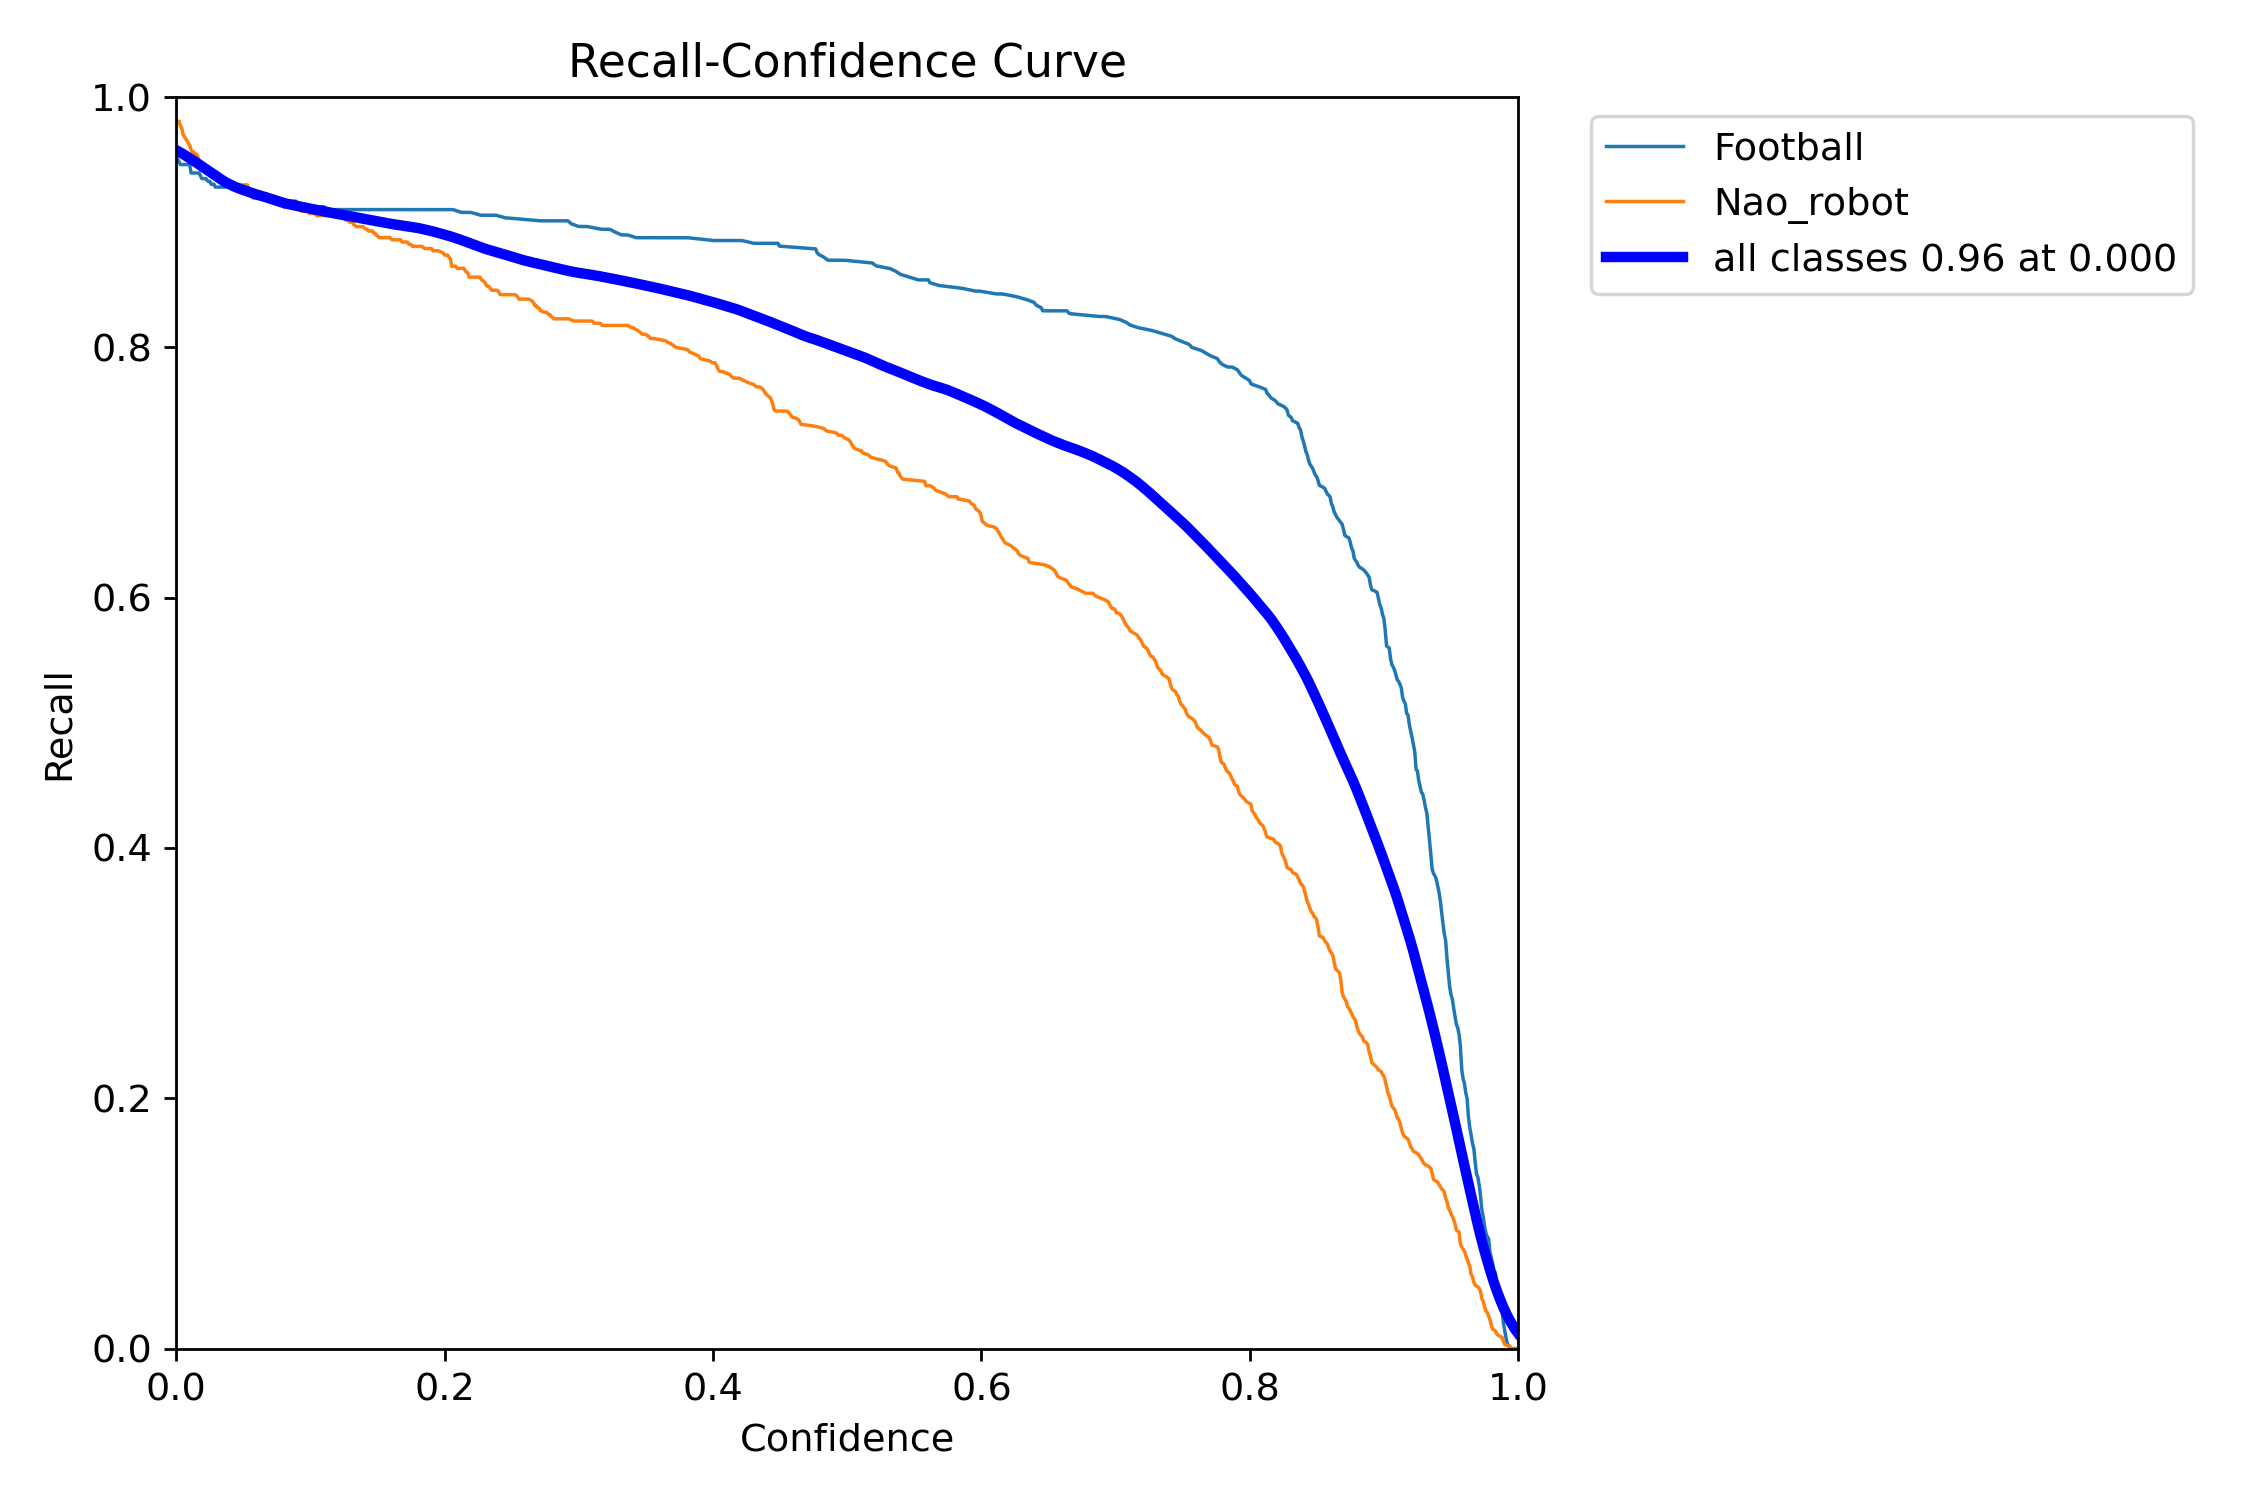 Recall-Confidence Curve
1.0
0.8
0.6
0.4
0.2
0.0
Recall
0.0 0.2 0.4 0.6 0.8 1.0
Confidence
Football
Nao_robot
all classes 0.96 at 0.000